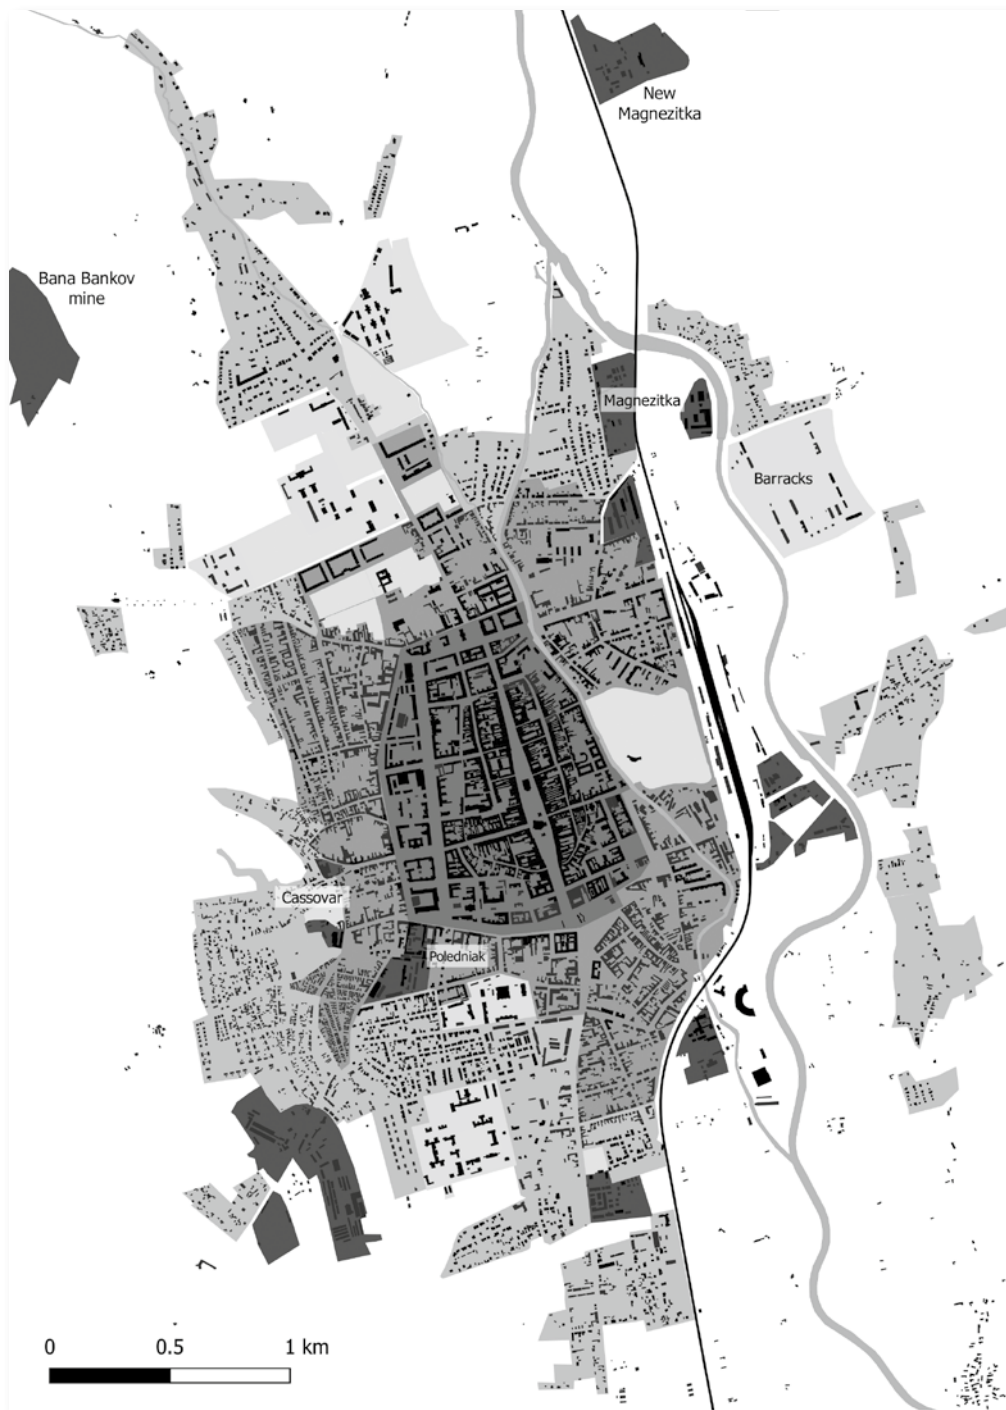 New
Magnezitka
Bana Bankov
mine
Magnezitka
Barracks
Cassovar
Poledniak
0 0.5 1 km